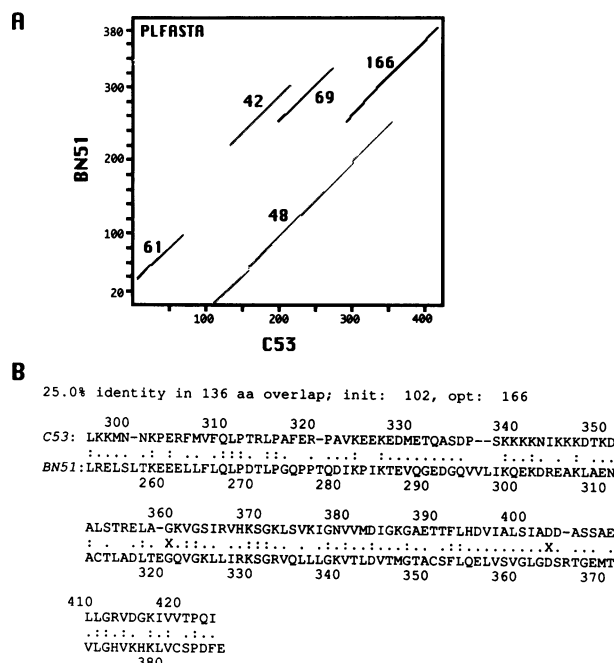 A
PLFASTA
380
300
200
100
20
BN51
42
69
166
48
61
100
200
300
400
C53
B
25.0% identity in 136 aa overlap; init: 102, opt: 166
300 310 320 330 340 350
C53: LKKMN-NKPERFMVFQLPTRLPAFER-PAVKEEKEDMETQASDP--SKKKKNIKKKDTKD
BN51:LRELSLTKEEELLFLQLPDTLPGQPPTQDIKPIKTEVQGEDGQVVLIKQEKDREAKLAEN
260 270 280 290 300 310
360 370 380 390 400
ALSTRELA-GKVGSIRVHKSGKLSVKIGNVVMDIGKGAETTFLHDVIALSIADD-ASSAE
ACTLADLTEGQVGKLLIRKSGRVQLLLGKVTLDVTMGTACSFLQELVSVGLGDSRTGEMT
320 330 340 350 360 370
410 420
LLGRVDGKIVVTPQI
VLGHVKHKLVCSPDFE
380